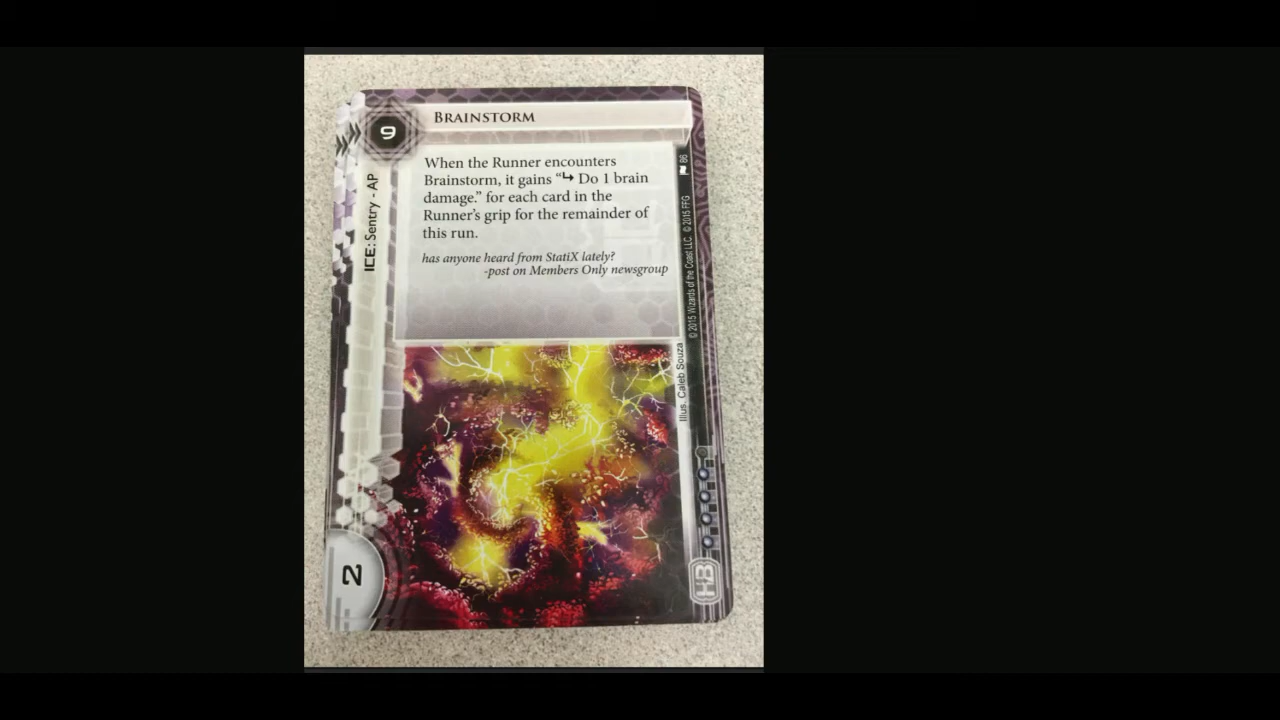 BRAINSTORM
9
When the Runner encounters
Brainstorm, it gains “↳ Do 1 brain
damage.” for each card in the
Runner’s grip for the remainder of
this run.
has anyone heard from StatiX lately?
-post on Members Only newsgroup
ICE: Sentry - AP
86
© 2015 Wizards of the Coast LLC. © 2015 FFG
Illus. Caleb Souza
2
HB